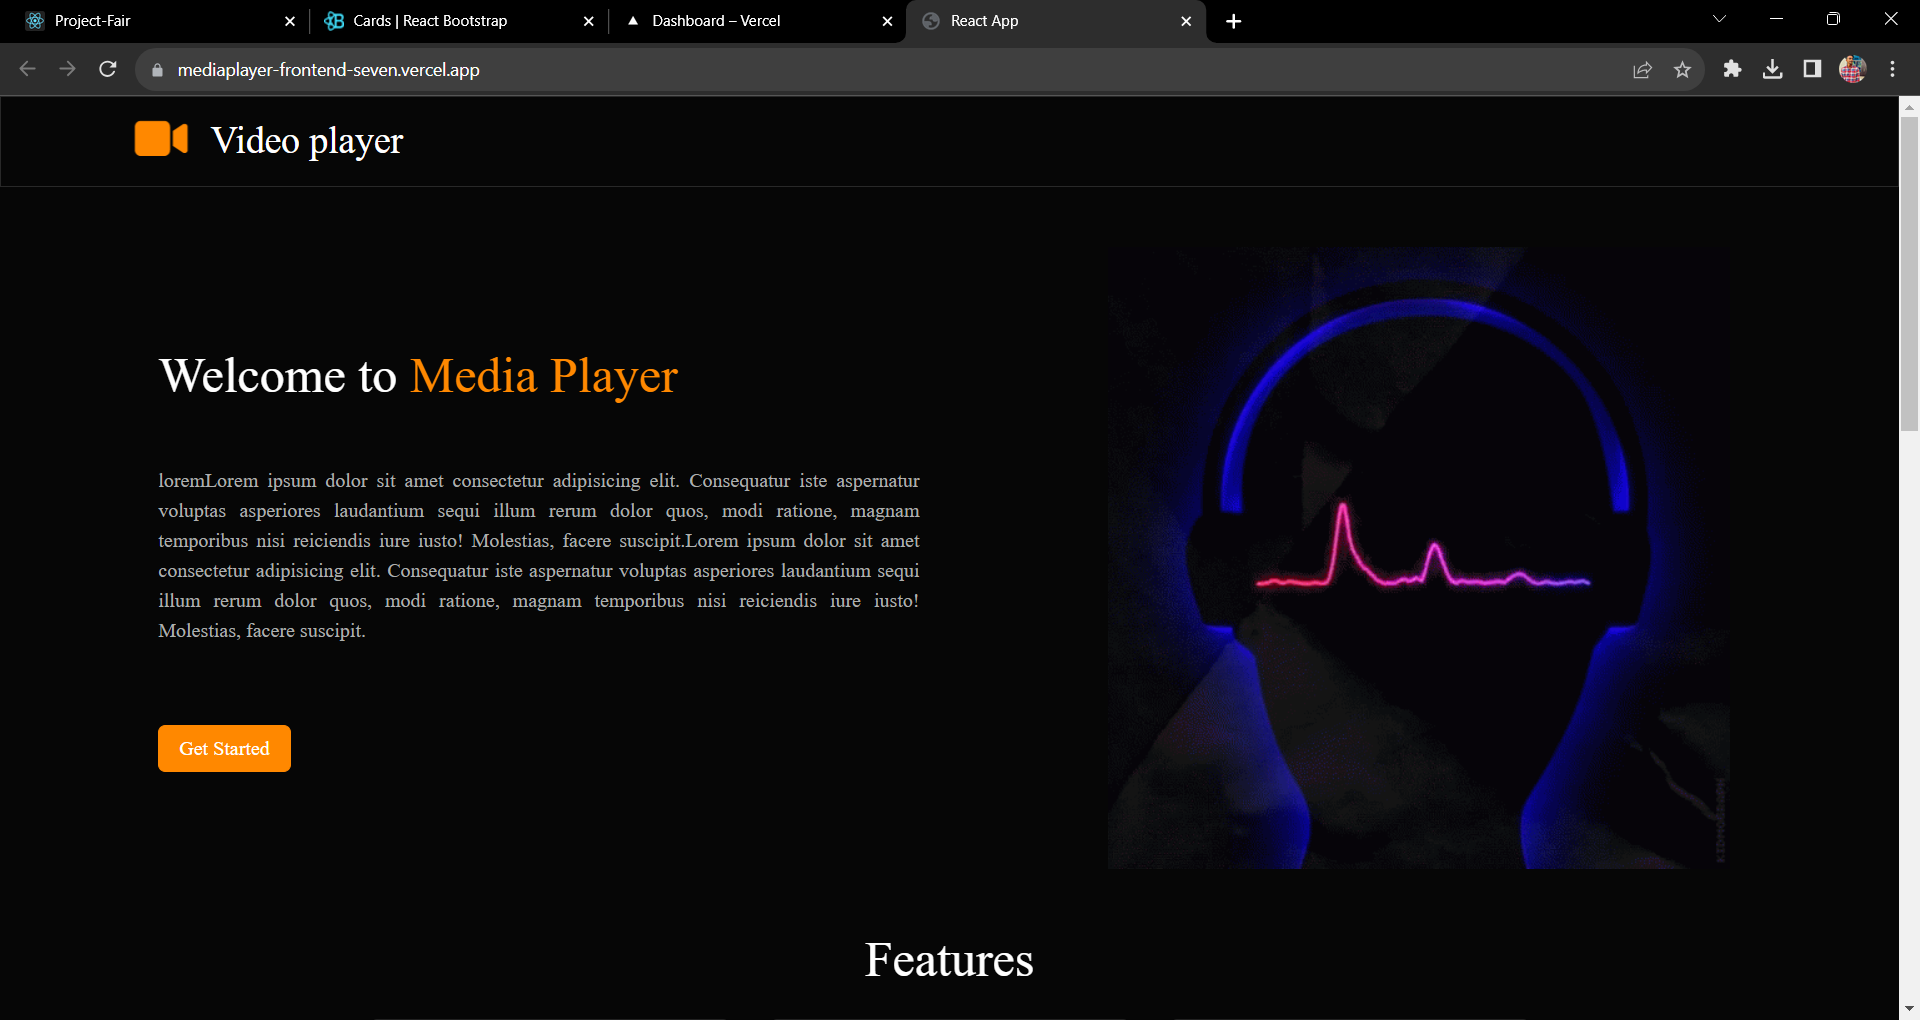 Project-Fair
Cards | React Bootstrap
Dashboard – Vercel
React App
mediaplayer-frontend-seven.vercel.app
Video player
Welcome to Media Player
loremLorem ipsum dolor sit amet consectetur adipisicing elit. Consequatur iste aspernatur
voluptas asperiores laudantium sequi illum rerum dolor quos, modi ratione, magnam
temporibus nisi reiciendis iure iusto! Molestias, facere suscipit.Lorem ipsum dolor sit amet
consectetur adipisicing elit. Consequatur iste aspernatur voluptas asperiores laudantium sequi
illum rerum dolor quos, modi ratione, magnam temporibus nisi reiciendis iure iusto!
Molestias, facere suscipit.
Get Started
KIDMOGRAPH
Features